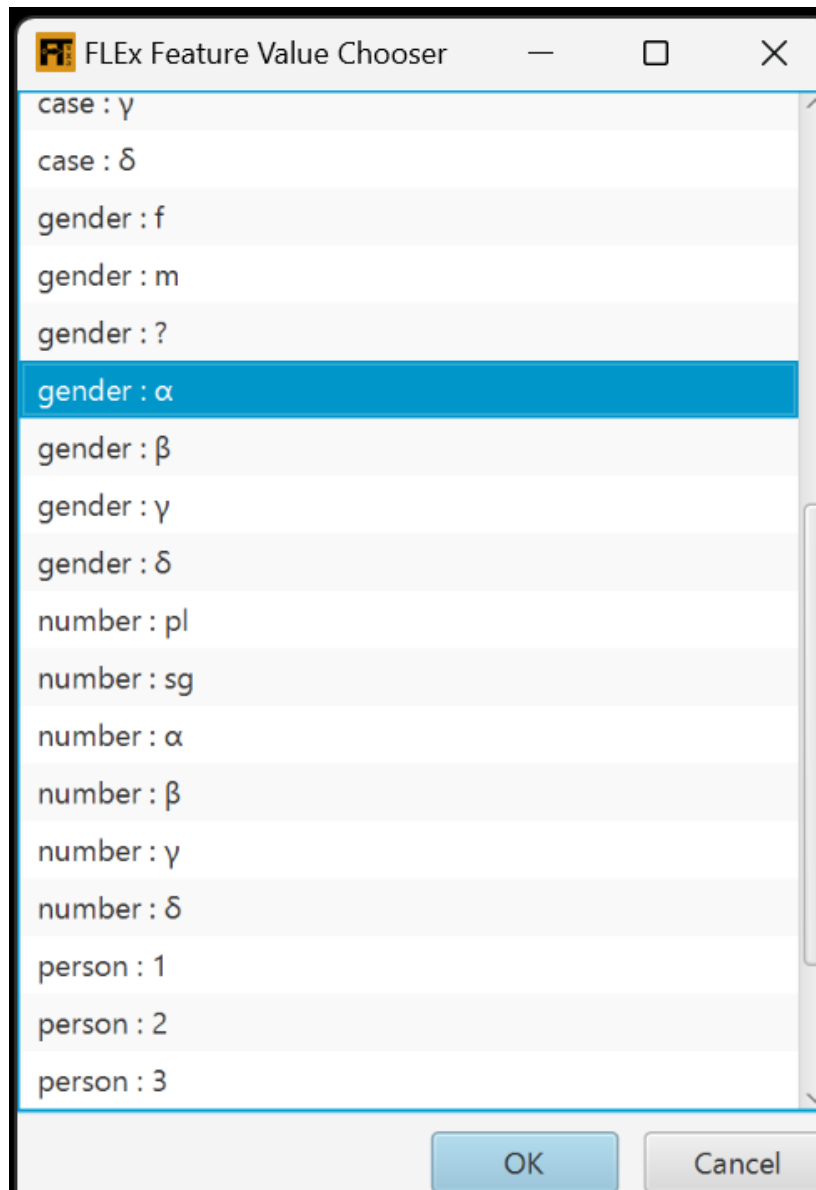 FLEx Feature Value Chooser
case : γ
case : δ
gender : f
gender : m
gender : ?
gender : α
gender : β
gender : γ
gender : δ
number : pl
number : sg
number : α
number : β
number : γ
number : δ
person : 1
person : 2
person : 3
OK Cancel